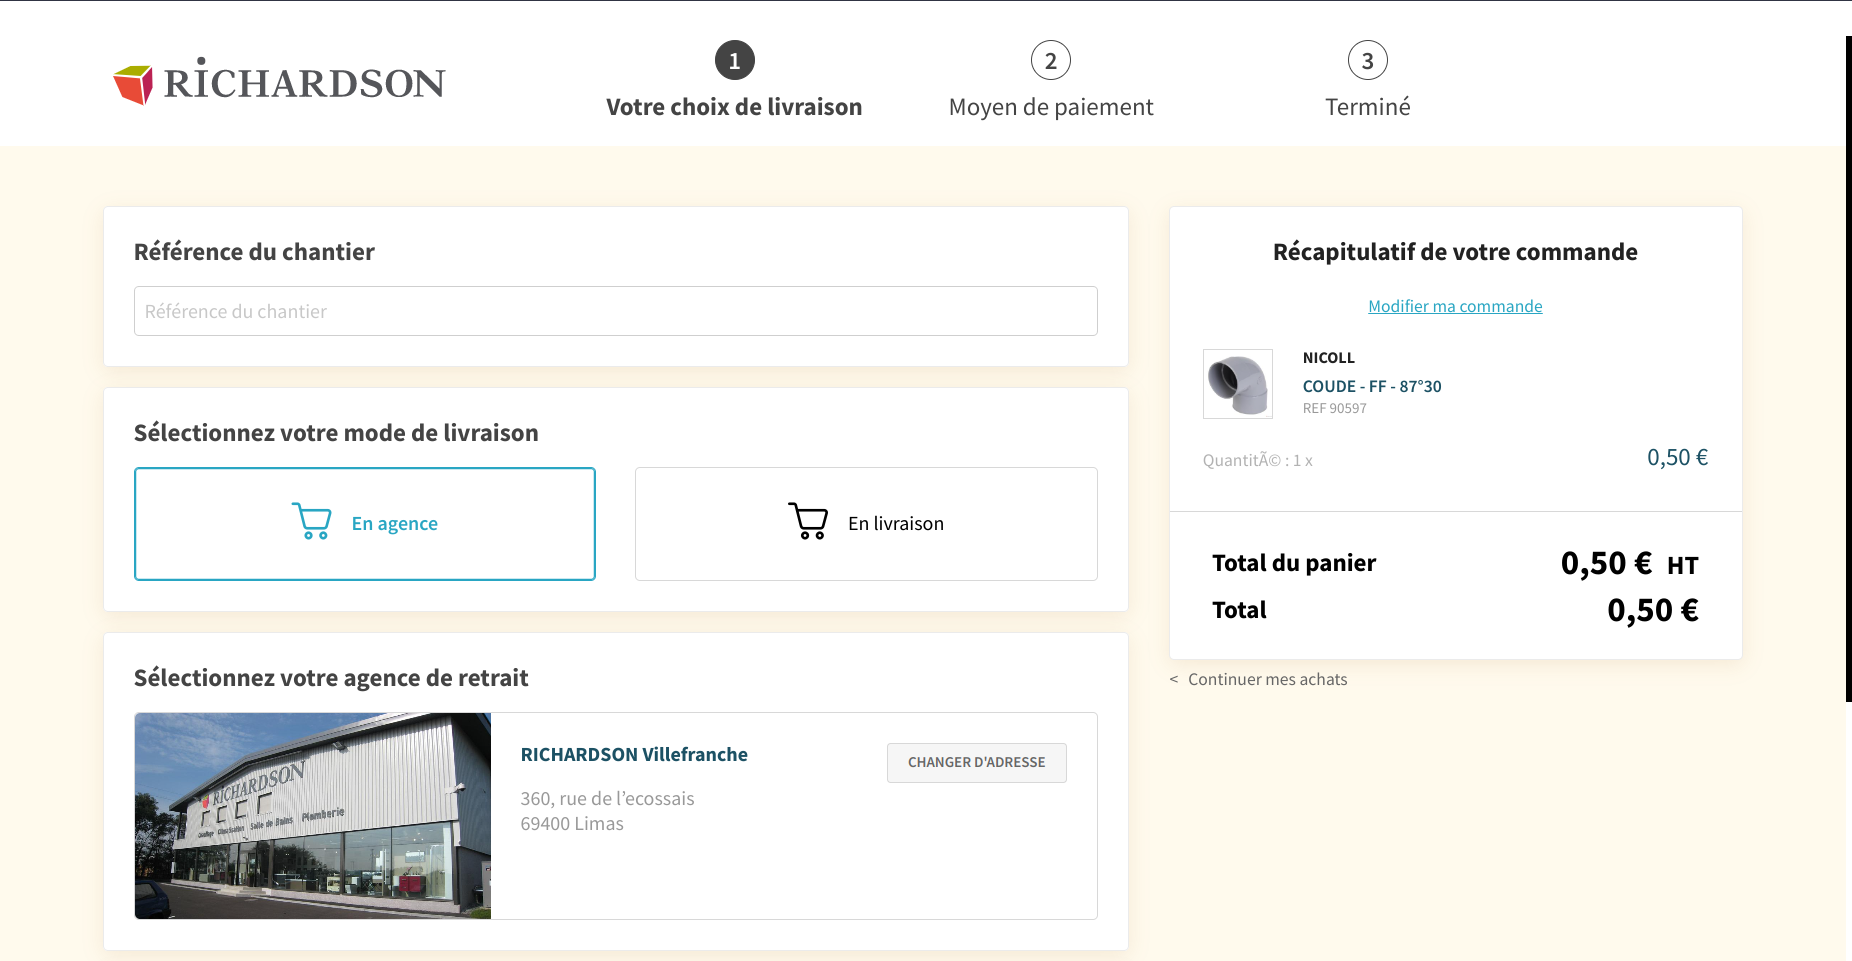 RICHARDSON
1
Votre choix de livraison
2
Moyen de paiement
3
Terminé
Référence du chantier
Référence du chantier
Sélectionnez votre mode de livraison
En agence
En livraison
Sélectionnez votre agence de retrait
RICHARDSON
Chauffage Climatisation Salle de Bains Plomberie
RICHARDSON Villefranche
360, rue de l’ecossais
69400 Limas
CHANGER D'ADRESSE
Récapitulatif de votre commande
Modifier ma commande
NICOLL
COUDE - FF - 87°30
REF 90597
QuantitÃ© : 1 x
0,50 €
Total du panier
0,50 € HT
Total
0,50 €
< Continuer mes achats